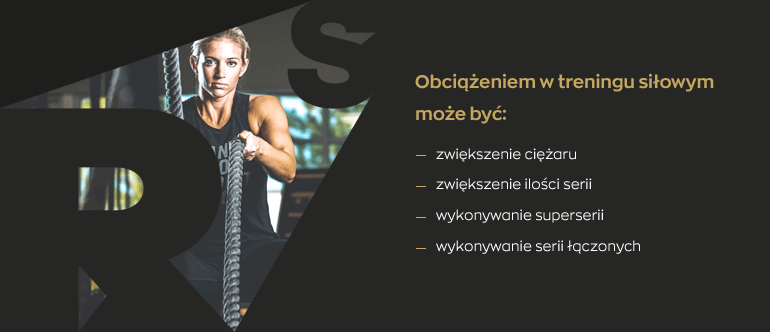 S
R
Obciążeniem w treningu siłowym
może być:
— zwiększenie ciężaru
— zwiększenie ilości serii
— wykonywanie superserii
— wykonywanie serii łączonych